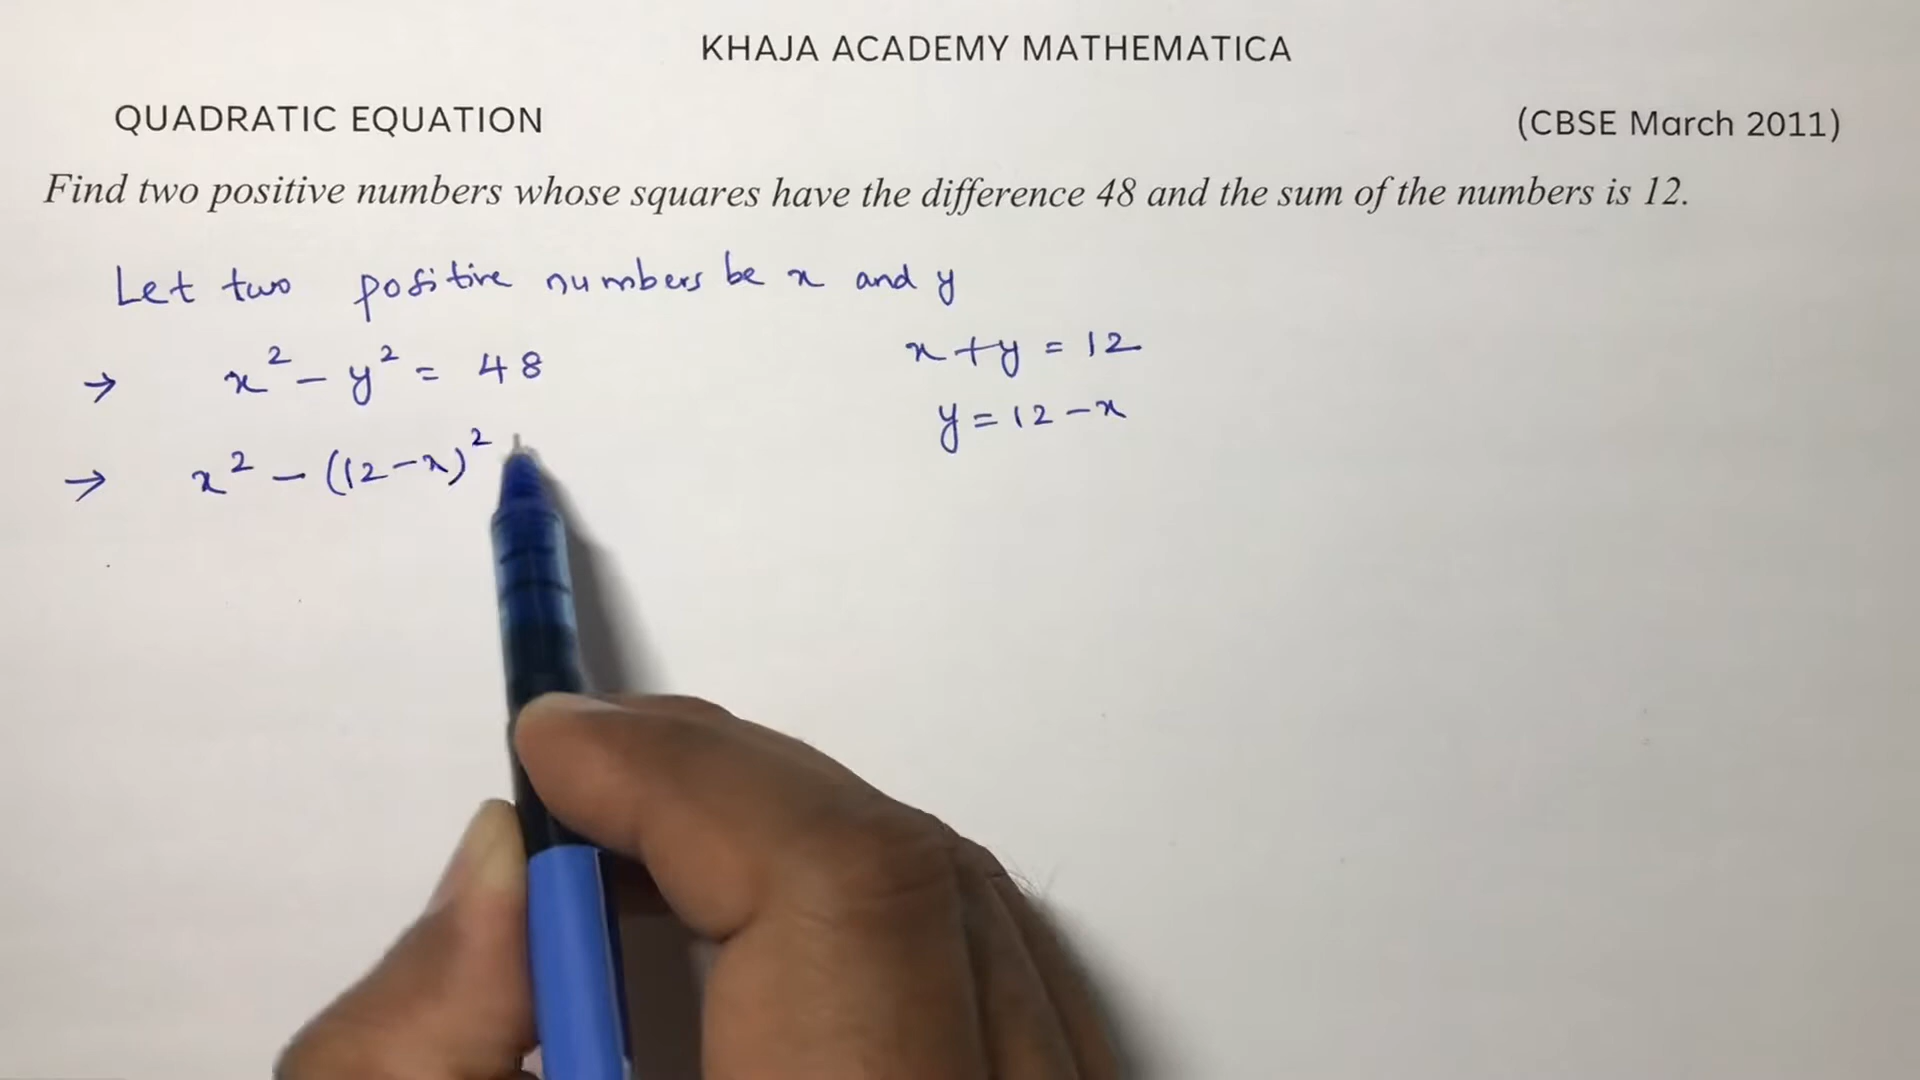 KHAJA ACADEMY MATHEMATICA
QUADRATIC EQUATION (CBSE March 2011)
Find two positive numbers whose squares have the difference 48 and the sum of the numbers is 12.
Let two positive numbers be x and y
→ x² - y² = 48
x + y = 12
y = 12 - x
→ x² - (12 - x)²